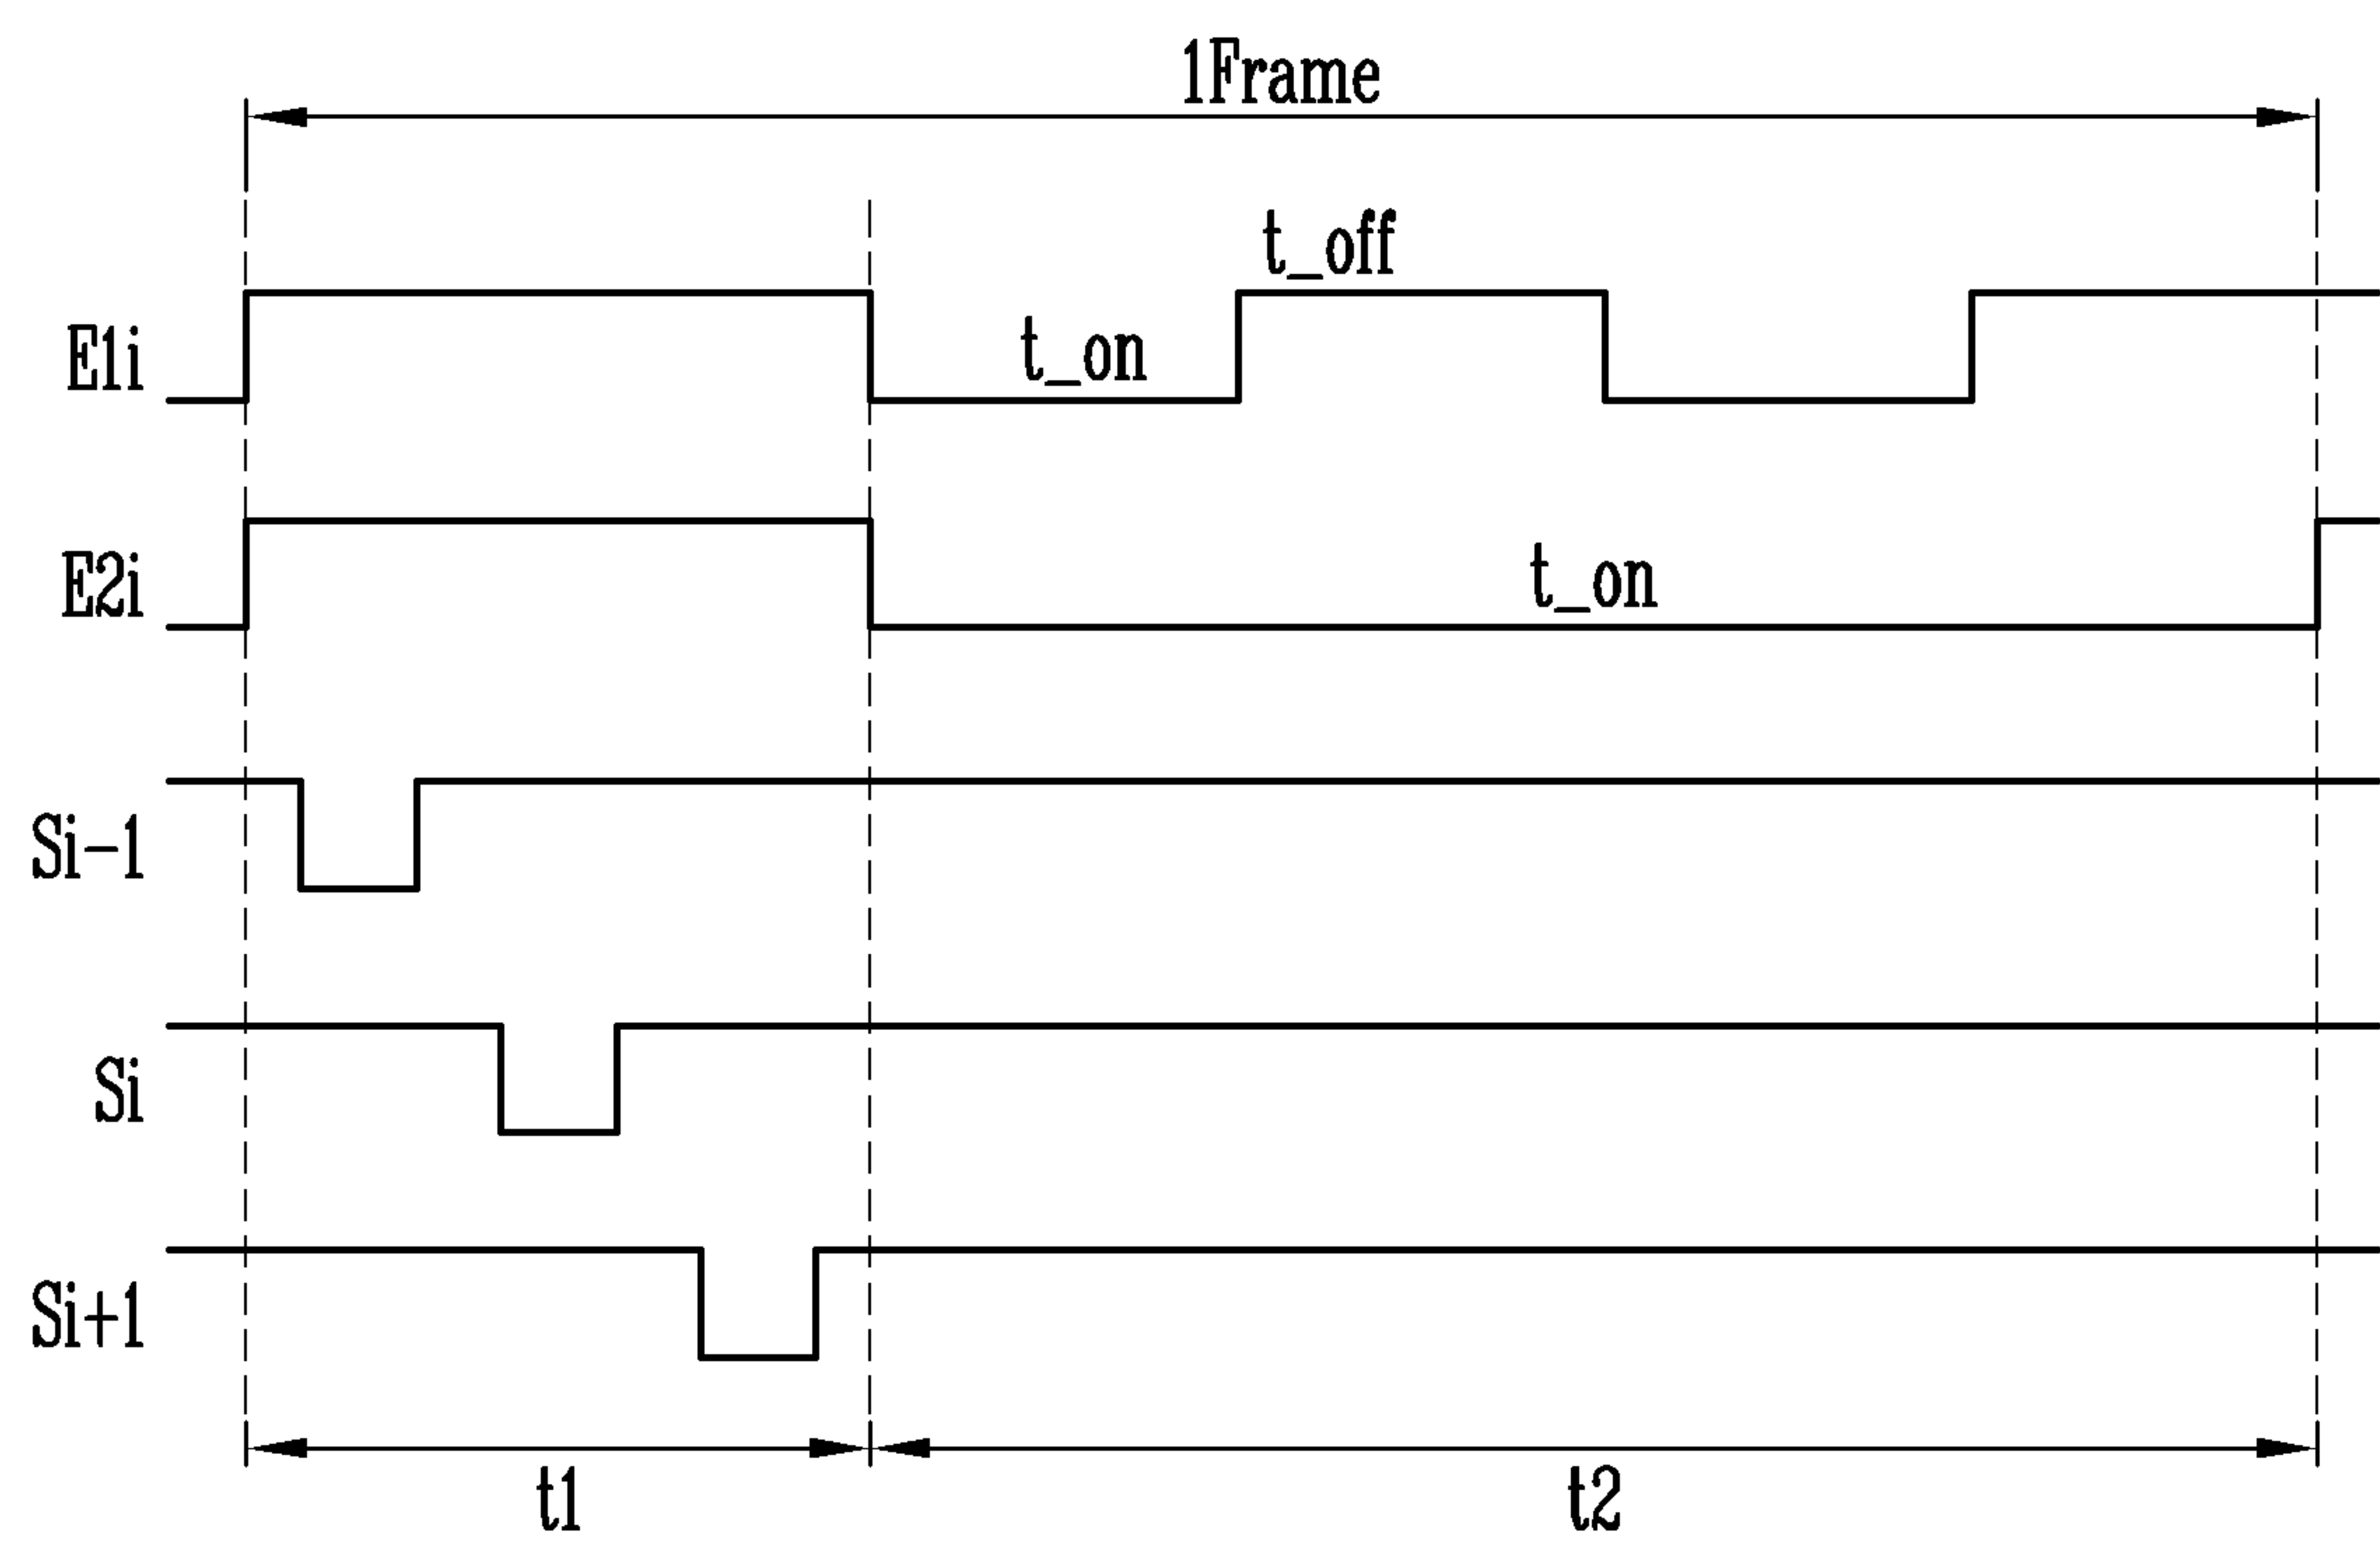 1Frame
t_off
E1i
t_on
E2i
t_on
Si-1
Si
Si+1
t1
t2